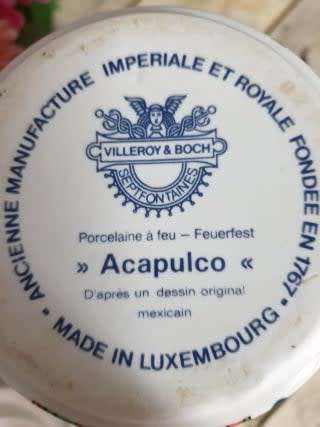 ANCIENNE MANUFACTURE IMPERIALE ET ROYALE FONDEE EN 1767
VILLEROY & BOCH
SEPTFONTAINES
Porcelaine à feu – Feuerfest
» Acapulco «
D'après un dessin original
mexicain
• MADE IN LUXEMBOURG •